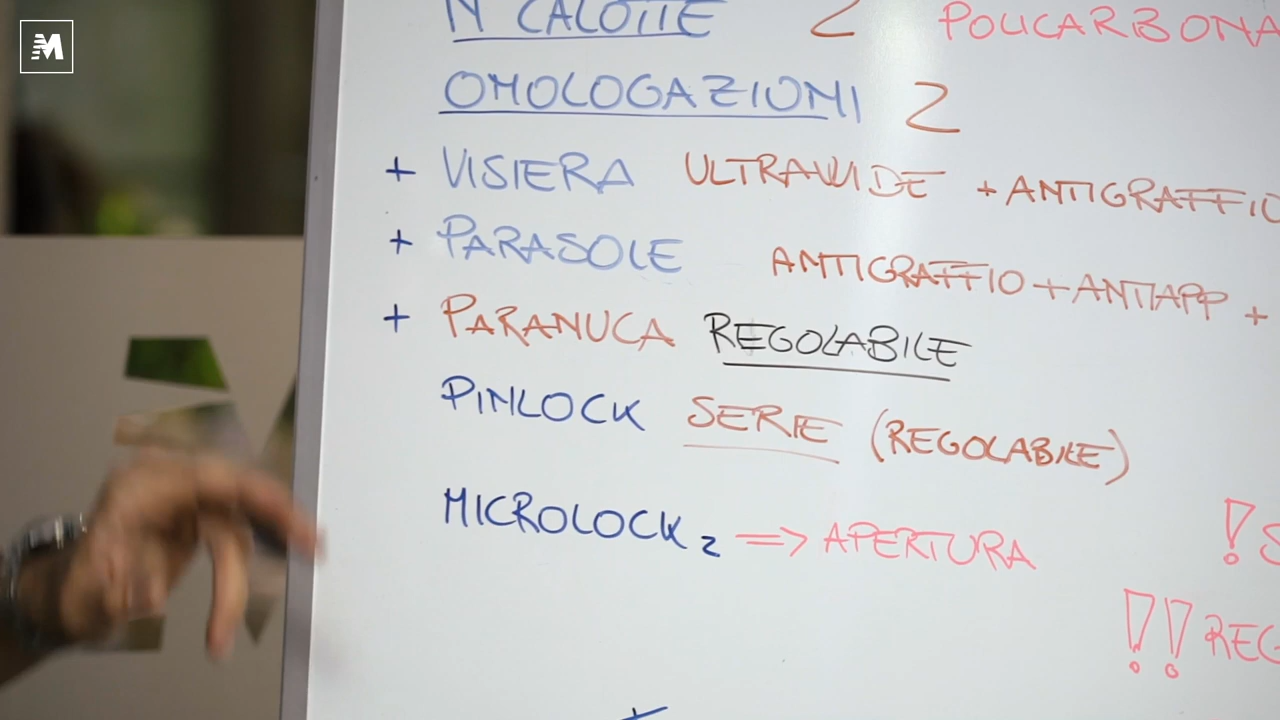 M
N CALOTTE 2 POLICARBONA
OMOLOGAZIONI 2
+ VISIERA ULTRAWIDE + ANTIGRAFFIO
+ PARASOLE ANTIGRAFFIO + ANTIAPP +
+ PARANUCA REGOLABILE
PINLOCK SERIE (REGOLABILE)
MICROLOCK 2 => APERTURA
! S
!! REG